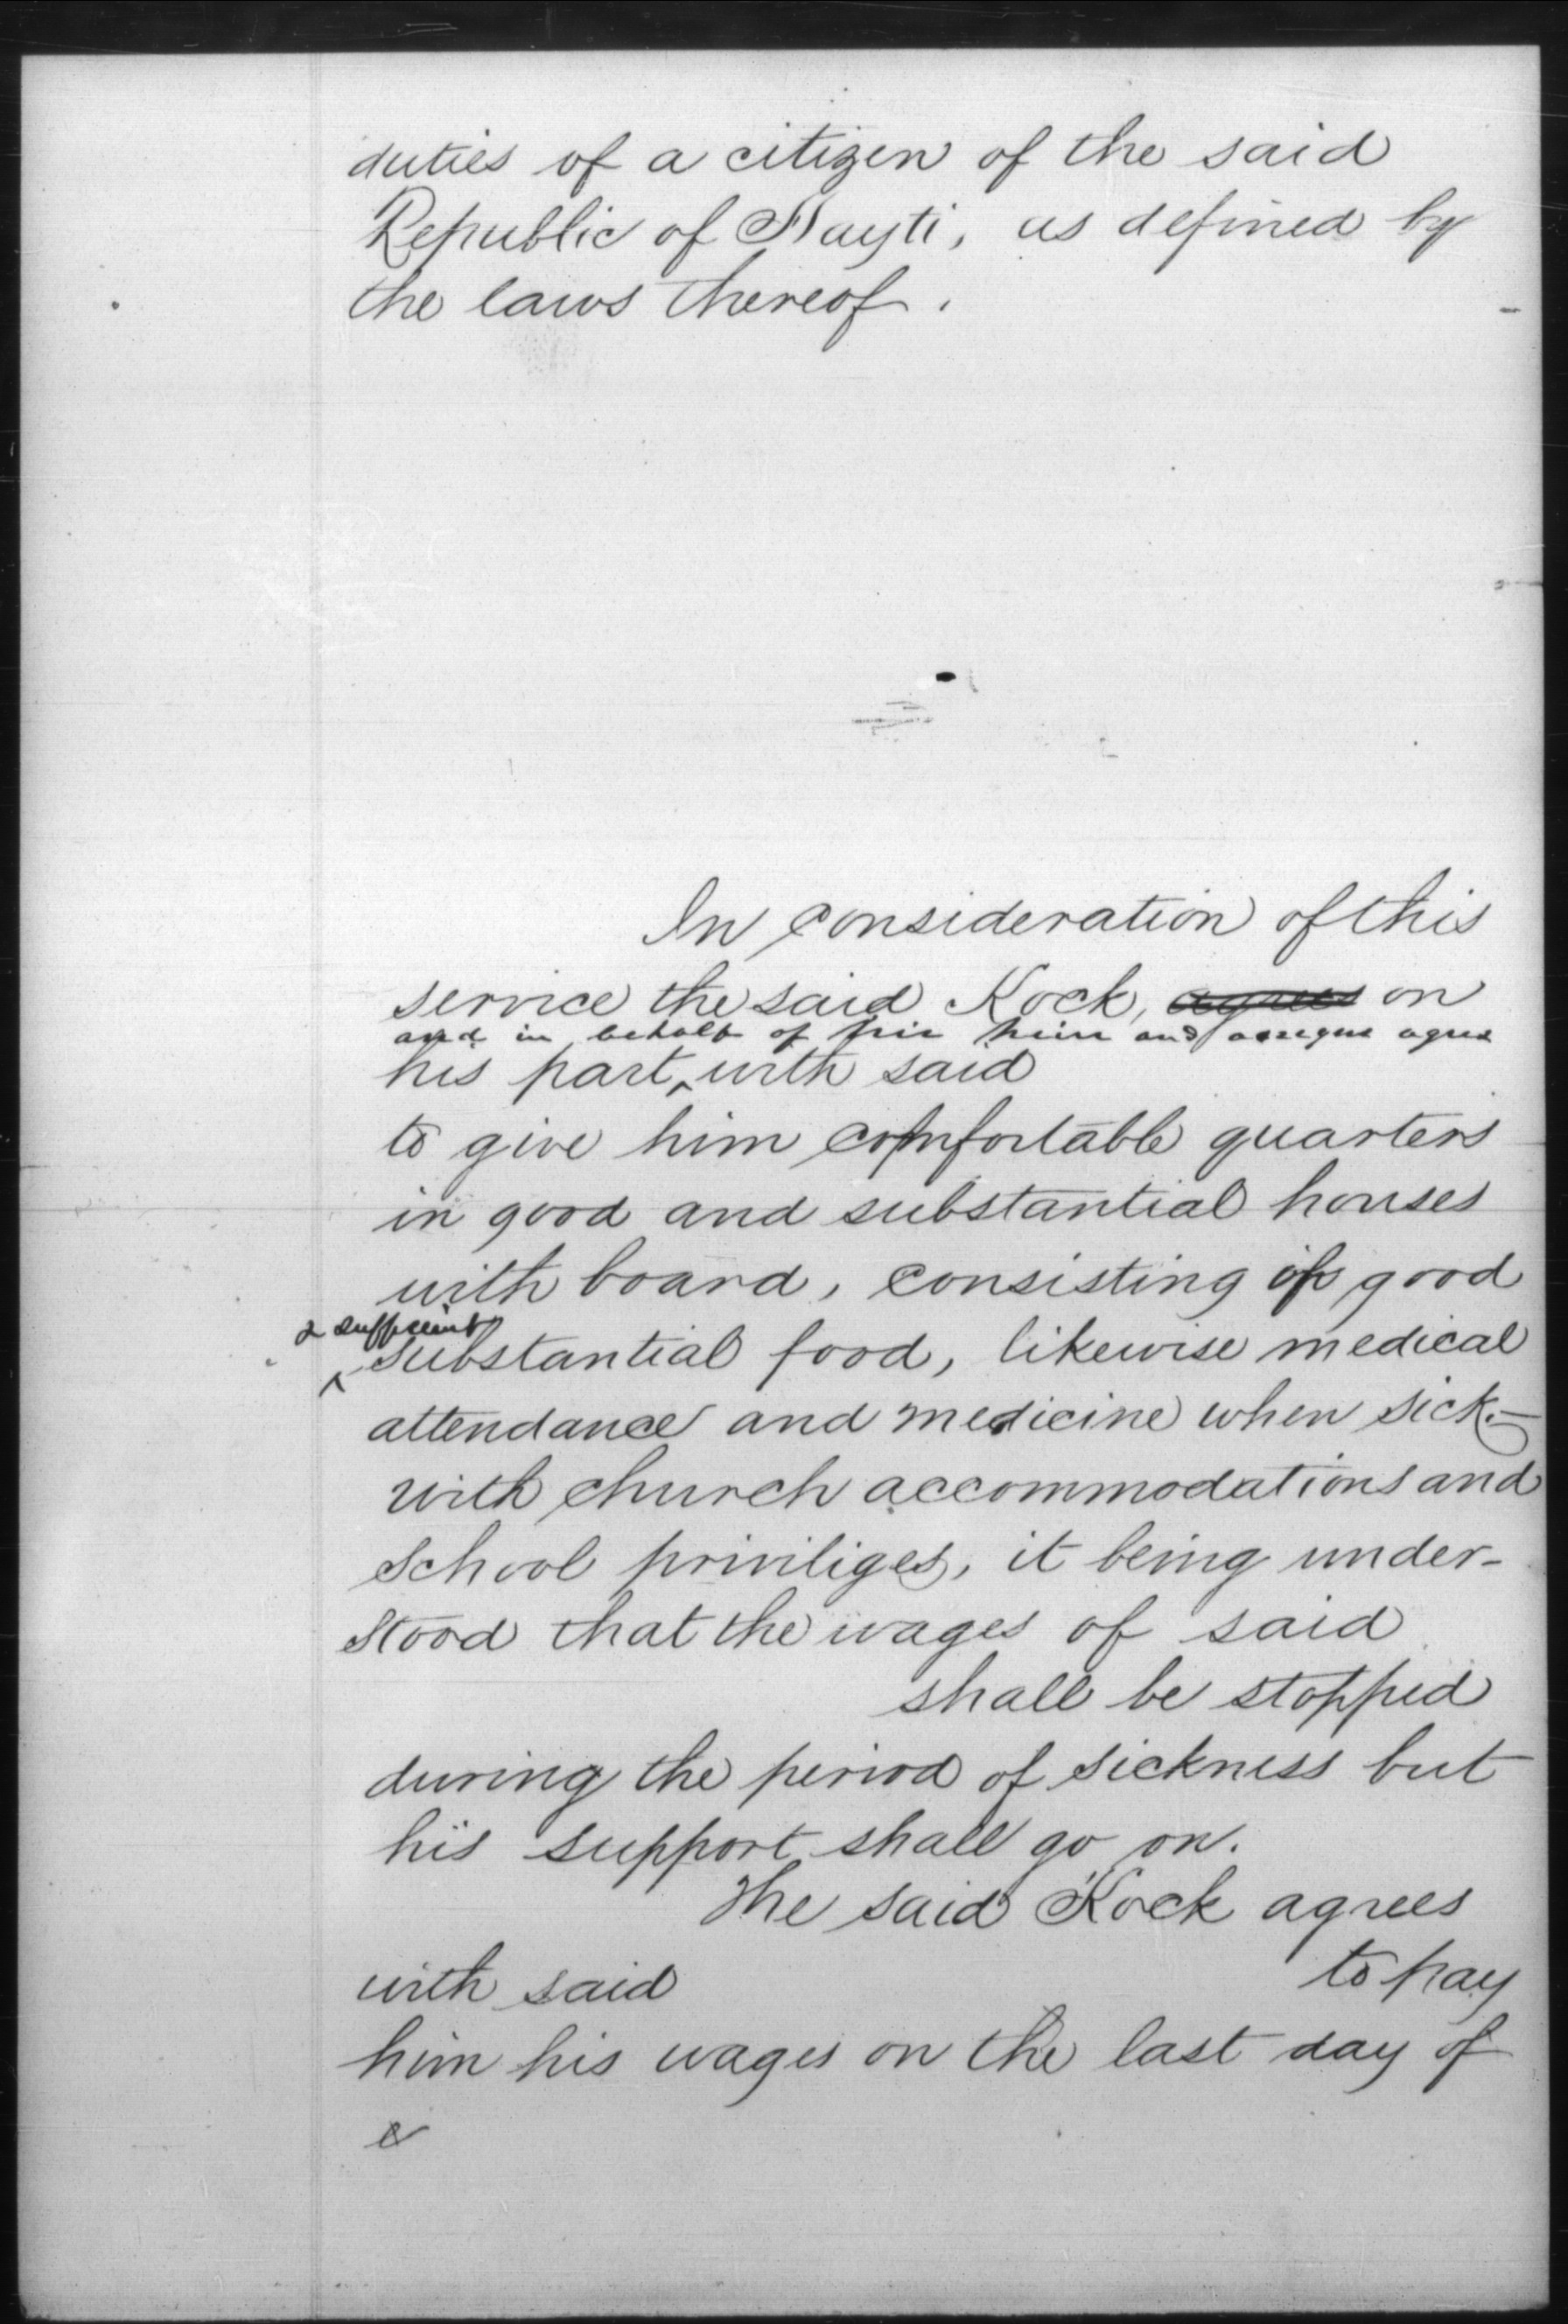 duties of a citizen of the said
Republic of Hayti, as defined by
the laws thereof.
In consideration of this
service the said Kock, agrees on
and in behalf of his heirs and assigns agree
his part, with said
to give him comfortable quarters
in good and substantial houses
with board, consisting of good
& sufficient
substantial food, likewise medical
attendance and medicine when sick.—
with church accommodations and
School priviliges, it being under-
stood that the wages of said
shall be stopped
during the period of sickness but
his support shall go on.
The said Kock agrees
with said to pay
him his wages on the last day of